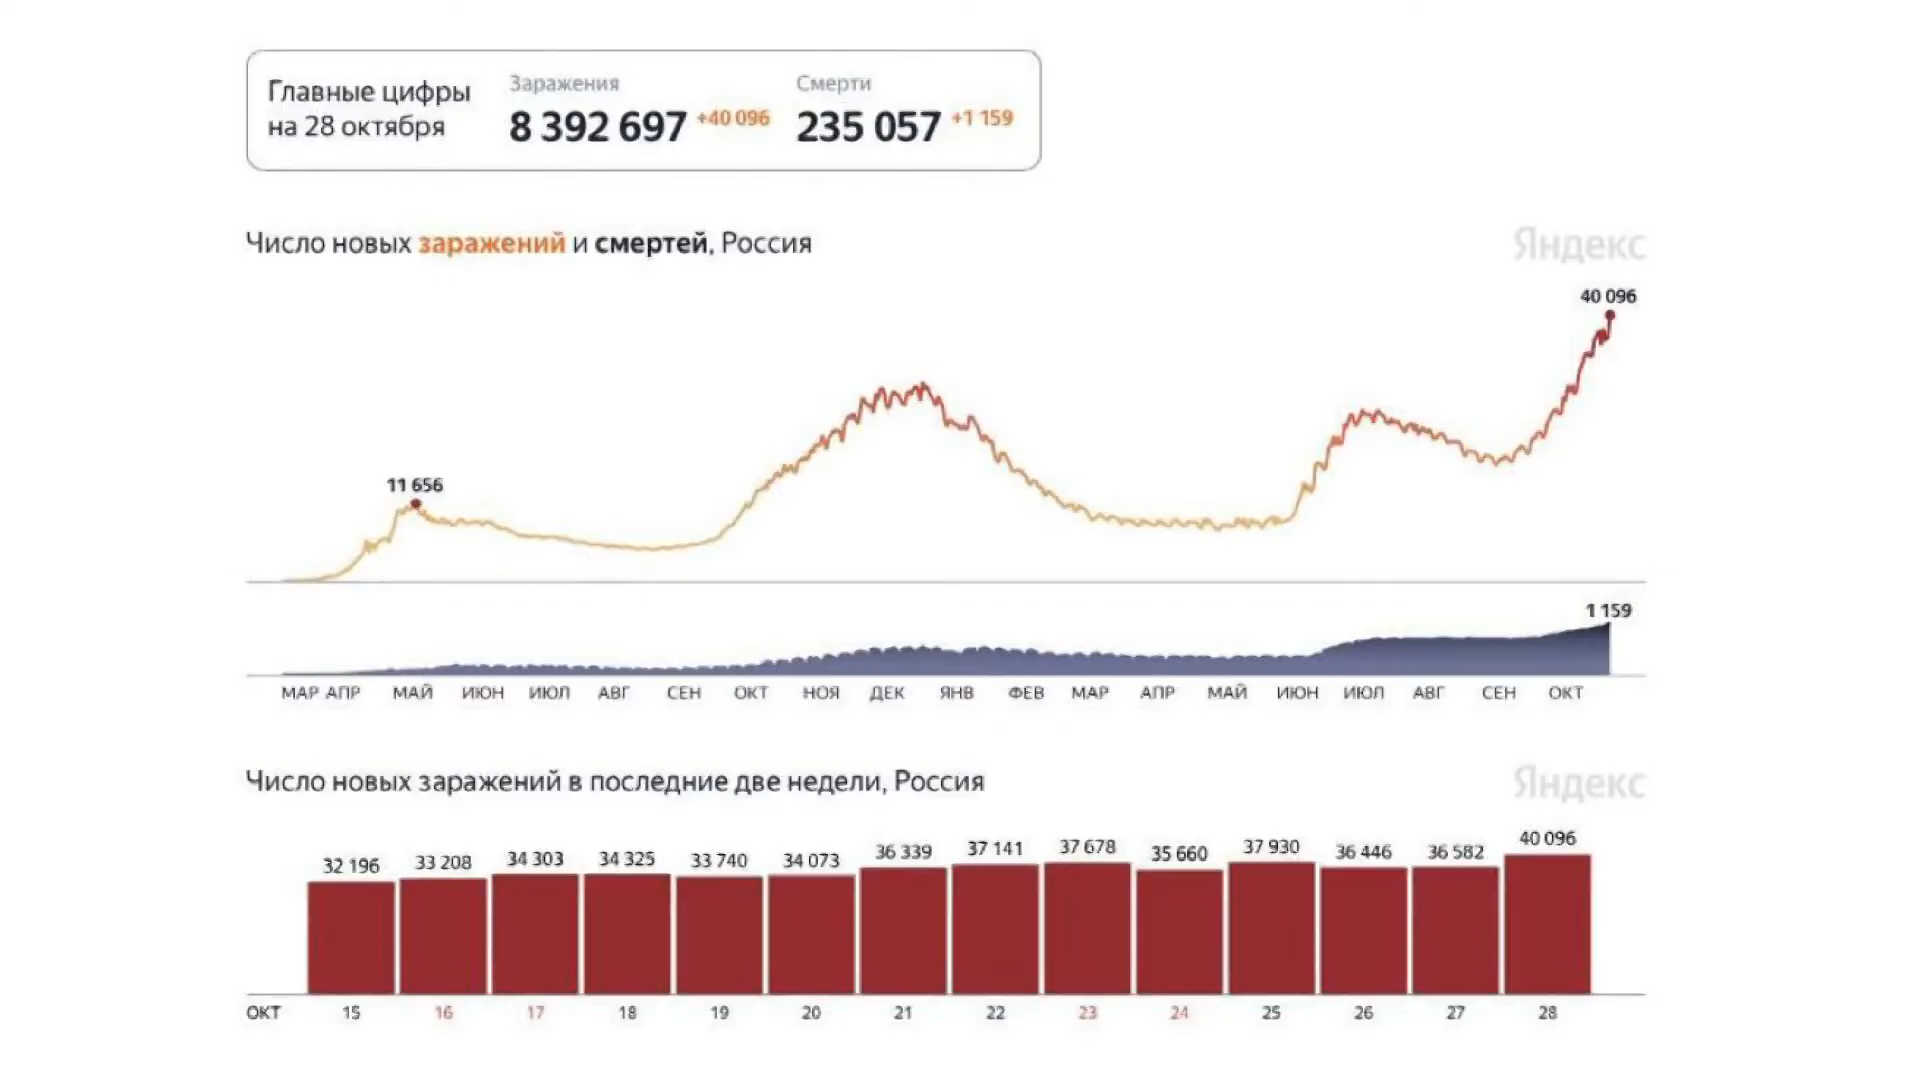 Главные цифры
на 28 октября
Заражения
8 392 697 +40 096
Смерти
235 057 +1 159
Число новых заражений и смертей, Россия
Яндекс
40 096
11 656
1 159
МАР АПР МАЙ ИЮН ИЮЛ АВГ СЕН ОКТ НОЯ ДЕК ЯНВ ФЕВ МАР АПР МАЙ ИЮН ИЮЛ АВГ СЕН ОКТ
Число новых заражений в последние две недели, Россия
Яндекс
32 196 33 208 34 303 34 325 33 740 34 073 36 339 37 141 37 678 35 660 37 930 36 446 36 582 40 096
ОКТ 15 16 17 18 19 20 21 22 23 24 25 26 27 28